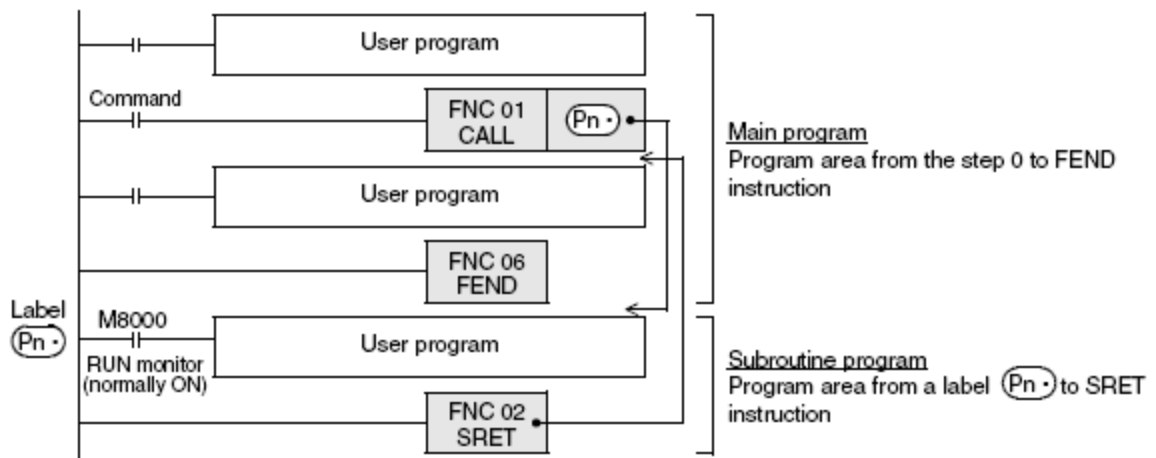 User program
Command
FNC 01
CALL
Pn ·
Main program
Program area from the step 0 to FEND
instruction
User program
FNC 06
FEND
Label
Pn ·
M8000
RUN monitor
(normally ON)
User program
Subroutine program
Program area from a label Pn · to SRET
instruction
FNC 02
SRET